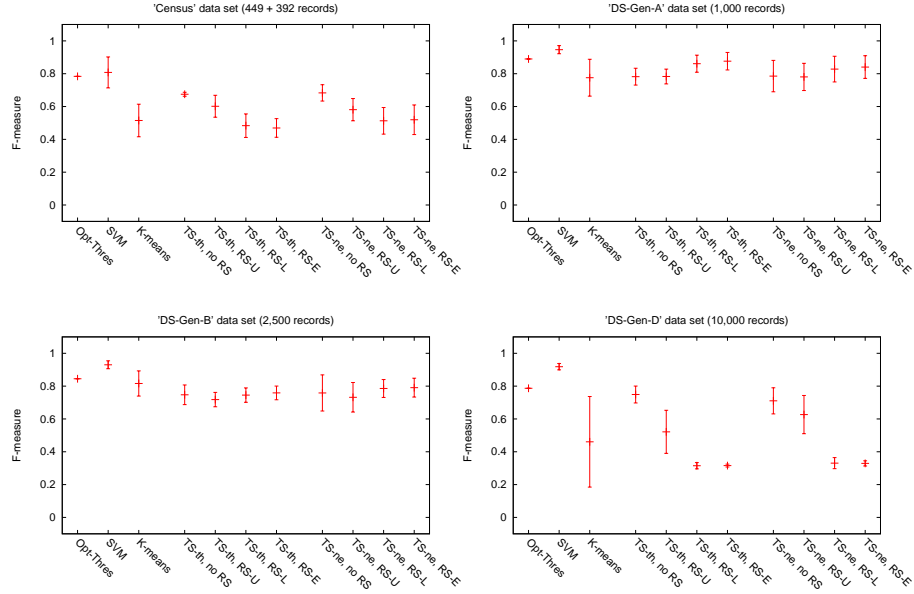 'Census' data set (449 + 392 records)
F-measure
1
0.8
0.6
0.4
0.2
0
Opt-Thres
SVM
K-means
TS-th, no RS
TS-th, RS-U
TS-th, RS-L
TS-th, RS-E
TS-ne, no RS
TS-ne, RS-U
TS-ne, RS-L
TS-ne, RS-E
'DS-Gen-A' data set (1,000 records)
F-measure
1
0.8
0.6
0.4
0.2
0
Opt-Thres
SVM
K-means
TS-th, no RS
TS-th, RS-U
TS-th, RS-L
TS-th, RS-E
TS-ne, no RS
TS-ne, RS-U
TS-ne, RS-L
TS-ne, RS-E
'DS-Gen-B' data set (2,500 records)
F-measure
1
0.8
0.6
0.4
0.2
0
Opt-Thres
SVM
K-means
TS-th, no RS
TS-th, RS-U
TS-th, RS-L
TS-th, RS-E
TS-ne, no RS
TS-ne, RS-U
TS-ne, RS-L
TS-ne, RS-E
'DS-Gen-D' data set (10,000 records)
F-measure
1
0.8
0.6
0.4
0.2
0
Opt-Thres
SVM
K-means
TS-th, no RS
TS-th, RS-U
TS-th, RS-L
TS-th, RS-E
TS-ne, no RS
TS-ne, RS-U
TS-ne, RS-L
TS-ne, RS-E